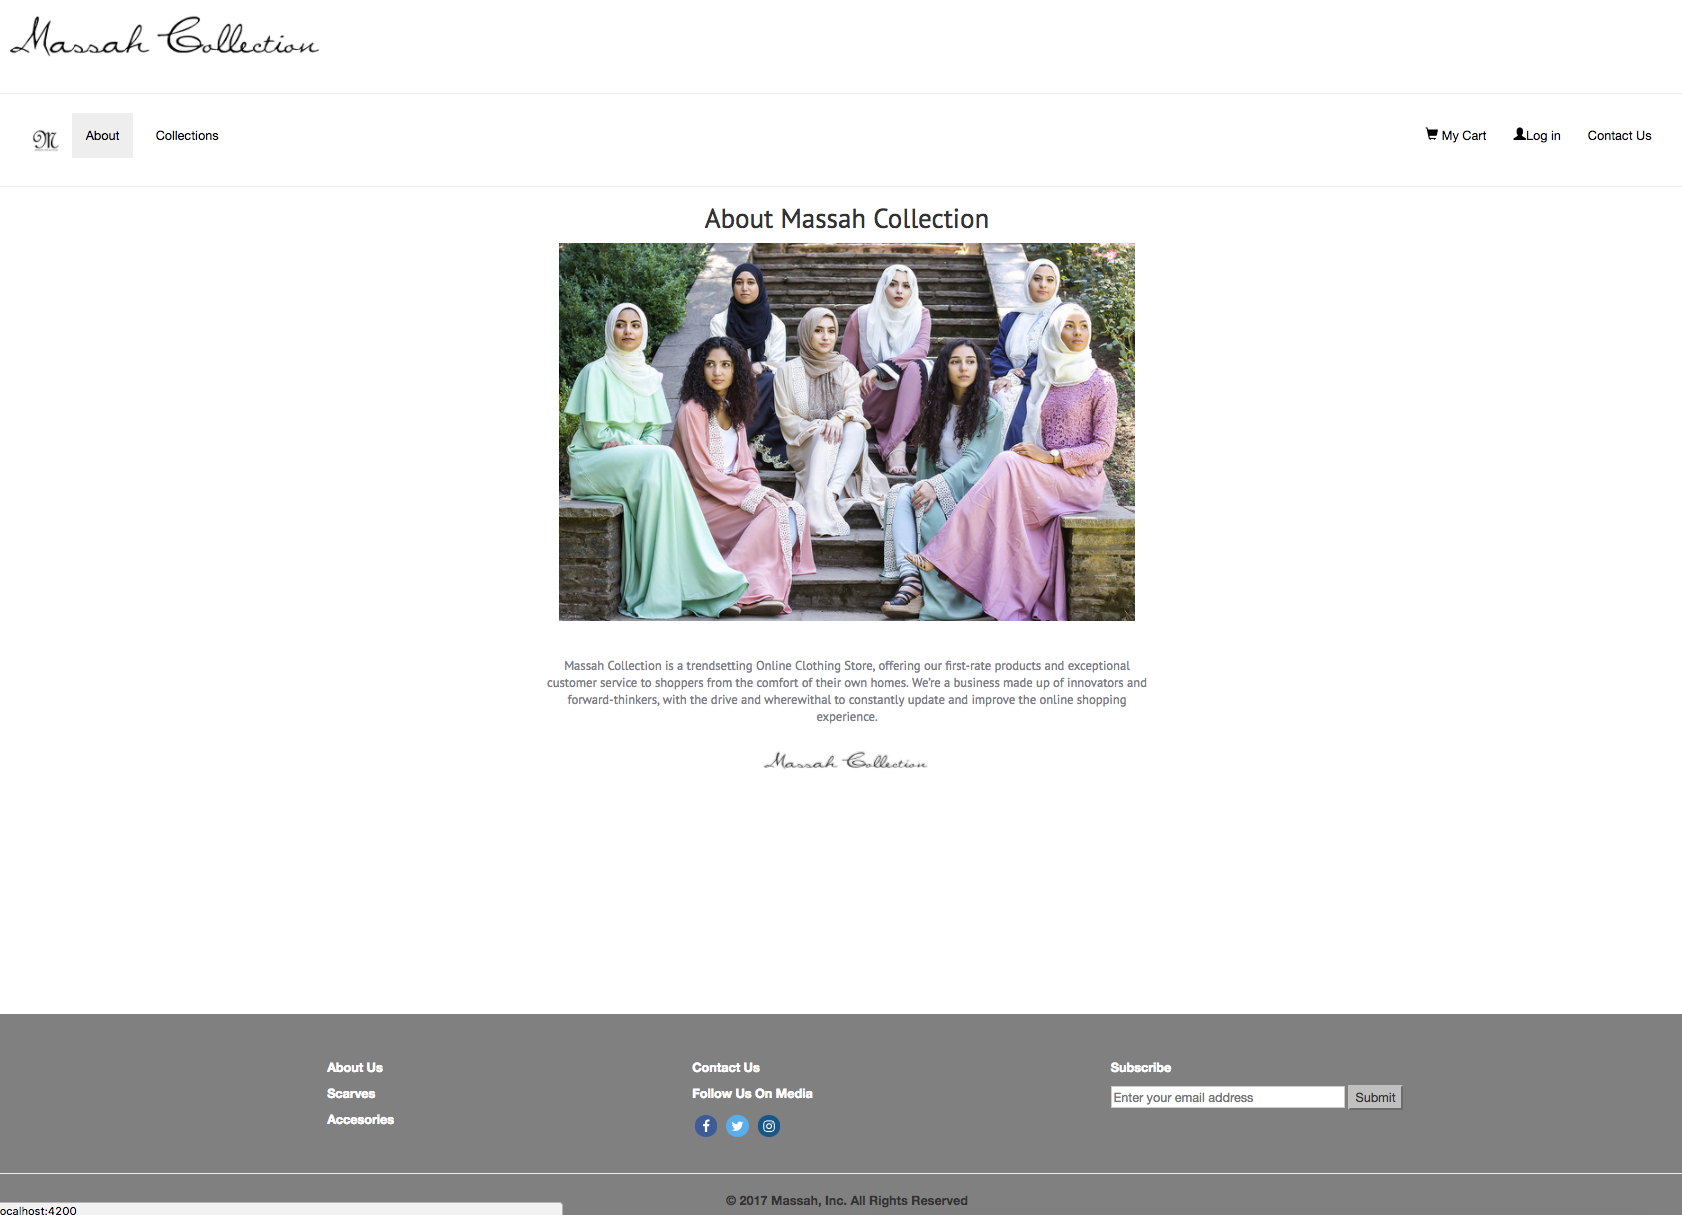 Massah Collection
M
About
Collections
My Cart
Log in
Contact Us
About Massah Collection
Massah Collection is a trendsetting Online Clothing Store, offering our first-rate products and exceptional
customer service to shoppers from the comfort of their own homes. We're a business made up of innovators and
forward-thinkers, with the drive and wherewithal to constantly update and improve the online shopping
experience.
Massah Collection
About Us
Scarves
Accesories
Contact Us
Follow Us On Media
Subscribe
Enter your email address
Submit
© 2017 Massah, Inc. All Rights Reserved
ocalhost:4200